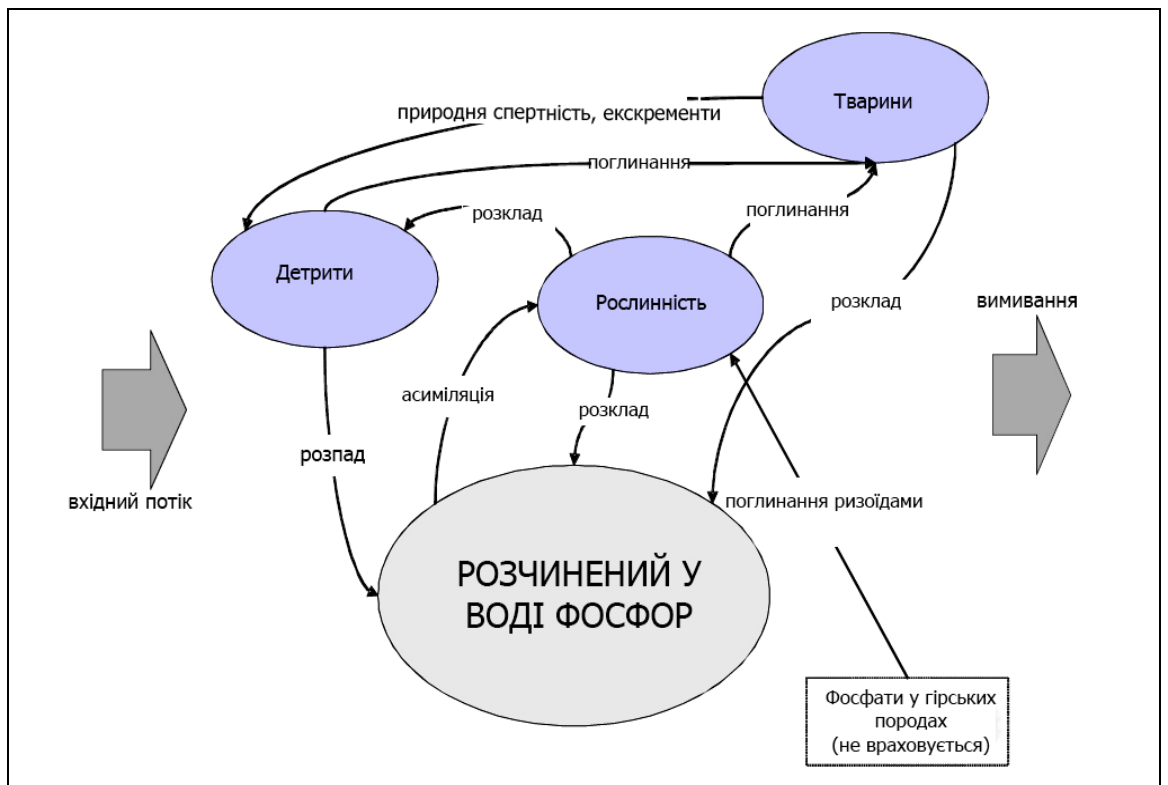 Тварини
природня спертність, екскременти
поглинання
розклад
поглинання
Детрити
Рослинність
розклад
вимивання
асиміляція
розклад
розпад
вхідний потік
поглинання ризоїдами
РОЗЧИНЕНИЙ У
ВОДІ ФОСФОР
Фосфати у гірських
породах
(не враховується)